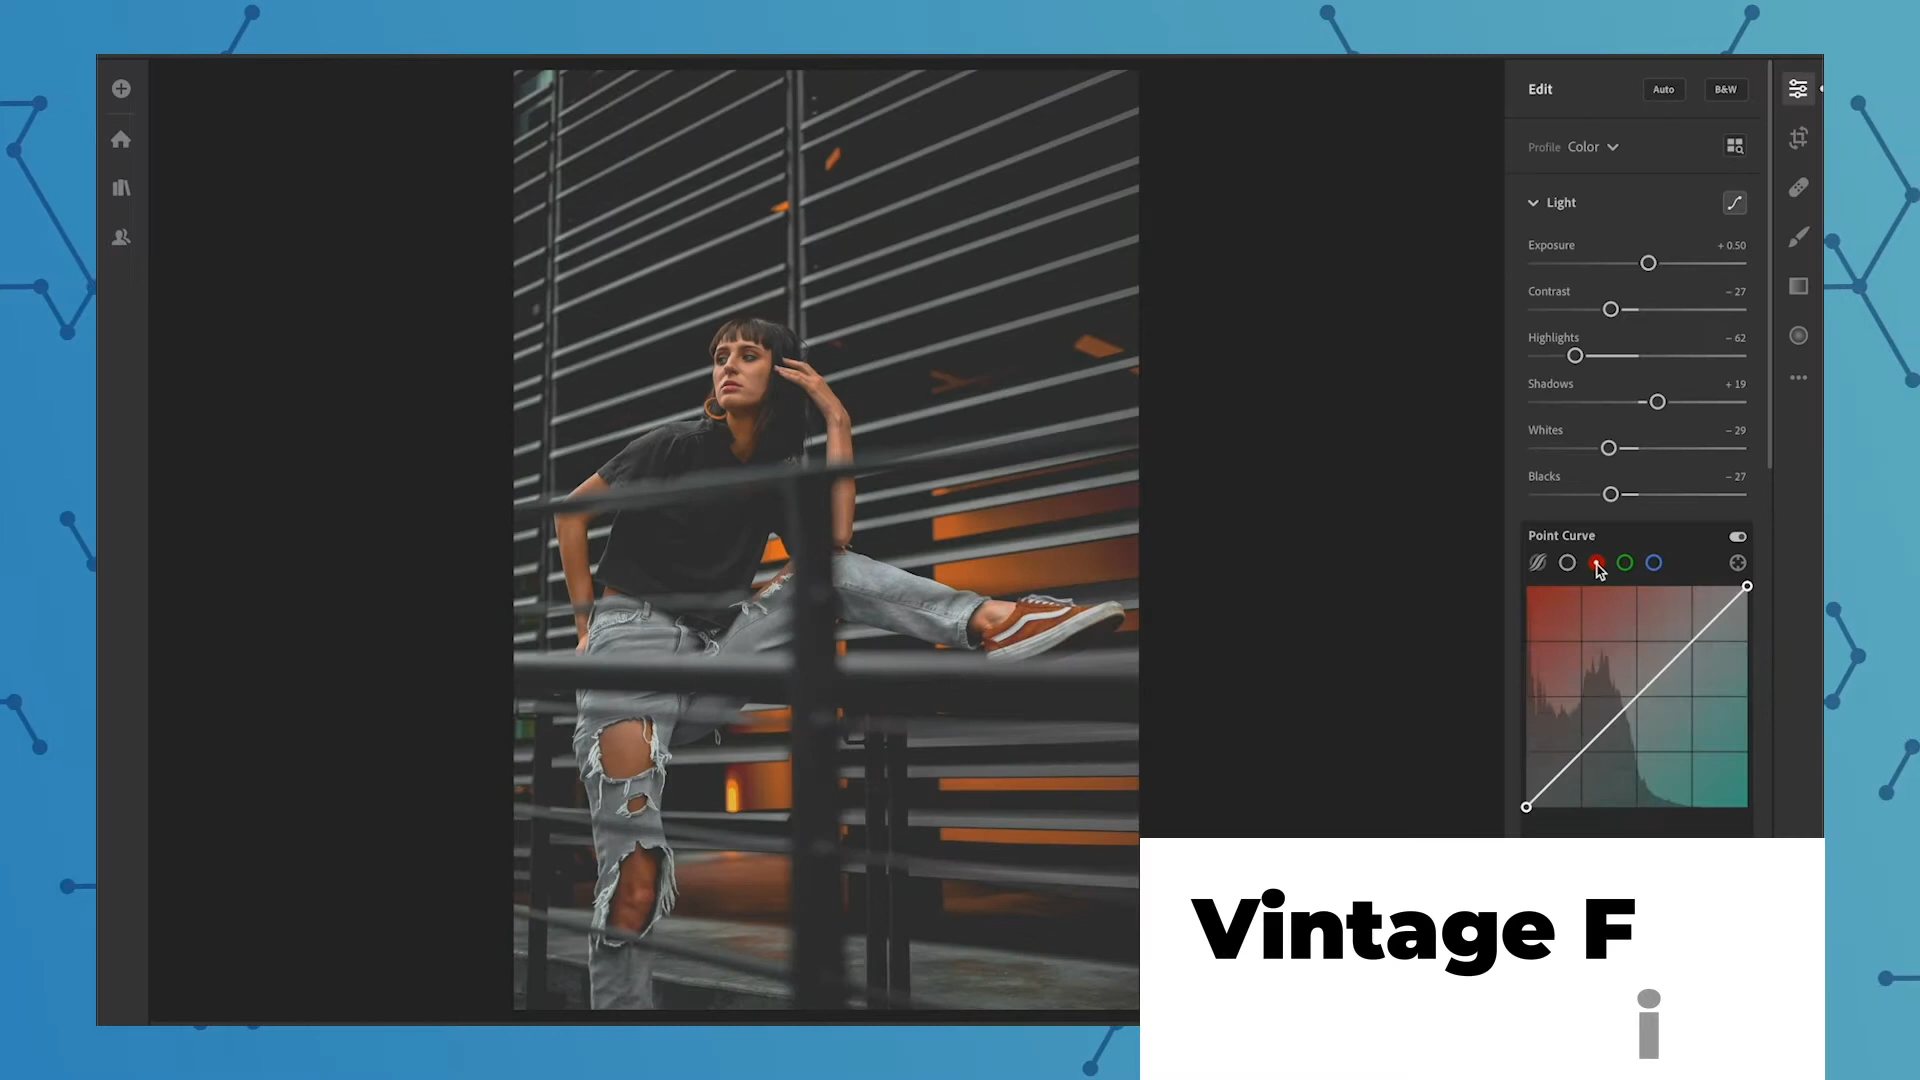 Edit Auto B&W
Profile Color
Light
Exposure + 0.50
Contrast – 27
Highlights – 62
Shadows + 19
Whites – 29
Blacks – 27
Point Curve
Vintage F
i